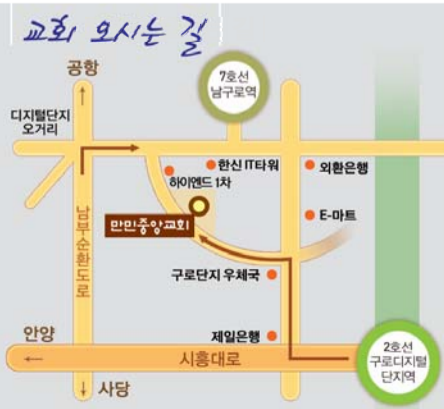 교회 오시는 길
공항
7호선
남구로역
디지털단지
오거리
한신 IT타워
외환은행
하이엔드 1차
E-마트
만민중앙교회
남부순환도로
구로단지 우체국
제일은행
안양
시흥대로
2호선
구로디지털
단지역
사당